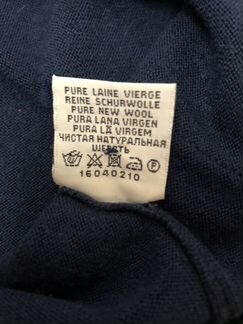 PURE LAINE VIERGE
REINE SCHURWOLLE
PURE NEW WOOL
PURA LANA VIRGEN
PURA LÃ VIRGEM
ЧИСТАЯ НАТУРАЛЬНАЯ
ШЕРСТЬ
F
16040210